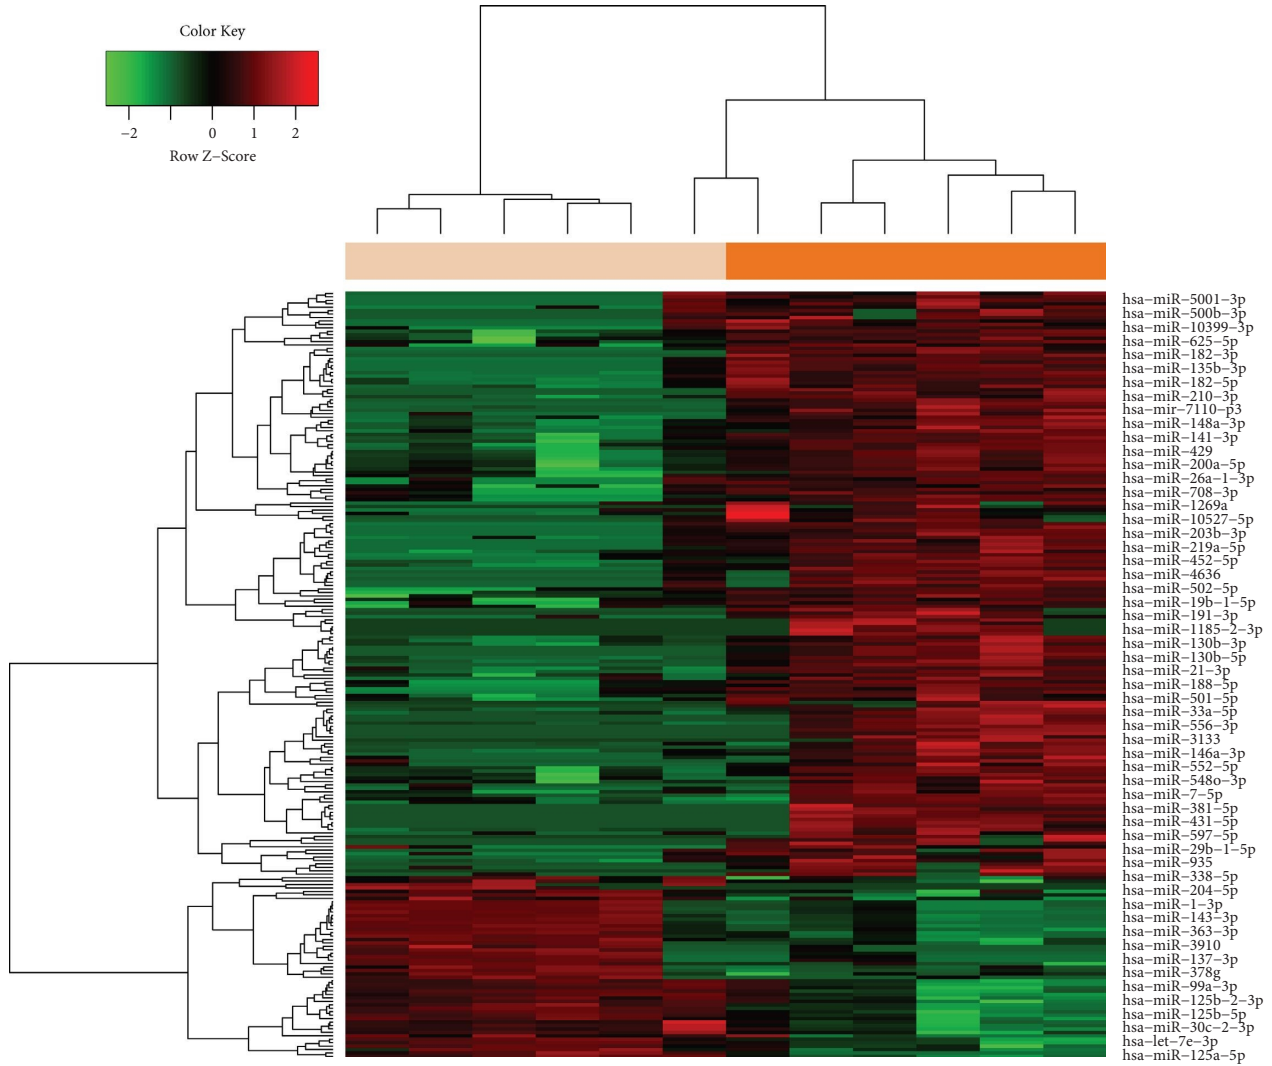 Color Key
−2
0
1
2
Row Z−Score
hsa−miR−5001−3p
hsa−miR−500b−3p
hsa−miR−10399−3p
hsa−miR−625−5p
hsa−miR−182−3p
hsa−miR−135b−3p
hsa−miR−182−5p
hsa−miR−210−3p
hsa−mir−7110−p3
hsa−miR−148a−3p
hsa−miR−141−3p
hsa−miR−429
hsa−miR−200a−5p
hsa−miR−26a−1−3p
hsa−miR−708−3p
hsa−miR−1269a
hsa−miR−10527−5p
hsa−miR−203b−3p
hsa−miR−219a−5p
hsa−miR−452−5p
hsa−miR−4636
hsa−miR−502−5p
hsa−miR−19b−1−5p
hsa−miR−191−3p
hsa−miR−1185−2−3p
hsa−miR−130b−3p
hsa−miR−130b−5p
hsa−miR−21−3p
hsa−miR−188−5p
hsa−miR−501−5p
hsa−miR−33a−5p
hsa−miR−556−3p
hsa−miR−3133
hsa−miR−146a−3p
hsa−miR−552−5p
hsa−miR−548o−3p
hsa−miR−7−5p
hsa−miR−381−5p
hsa−miR−431−5p
hsa−miR−597−5p
hsa−miR−29b−1−5p
hsa−miR−935
hsa−miR−338−5p
hsa−miR−204−5p
hsa−miR−1−3p
hsa−miR−143−3p
hsa−miR−363−3p
hsa−miR−3910
hsa−miR−137−3p
hsa−miR−378g
hsa−miR−99a−3p
hsa−miR−125b−2−3p
hsa−miR−125b−5p
hsa−miR−30c−2−3p
hsa−let−7e−3p
hsa−miR−125a−5p